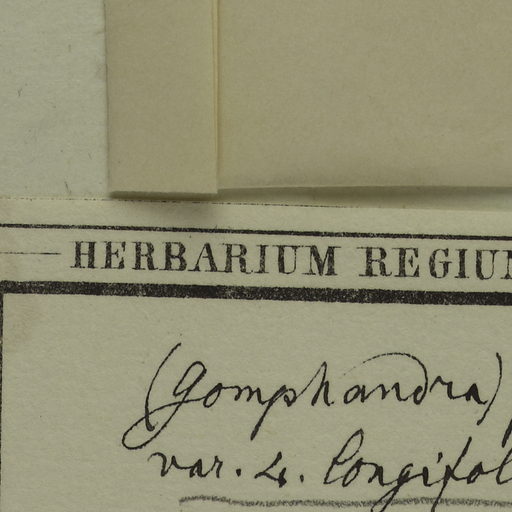 HERBARIUM REGIUM
(Gomphandra)
var. 4. longifol